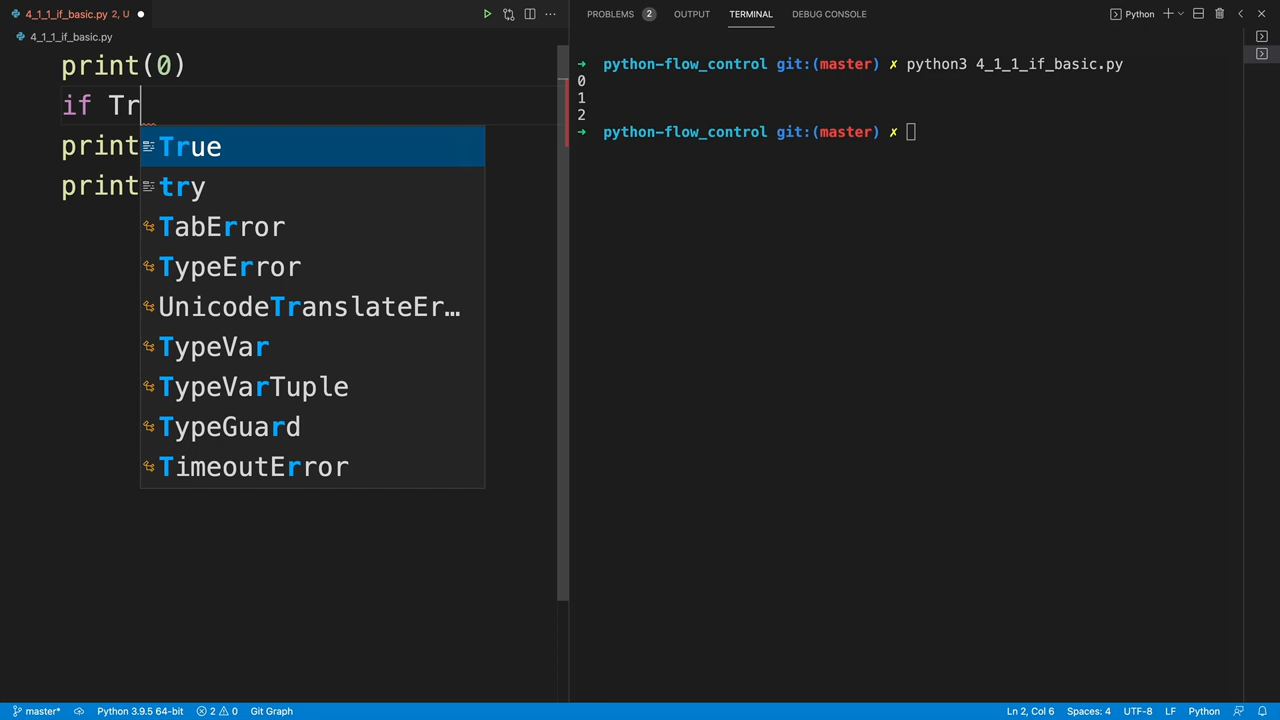 4_1_1_if_basic.py 2, U ●
PROBLEMS 2 OUTPUT TERMINAL DEBUG CONSOLE
Python
4_1_1_if_basic.py
print(0)
if Tr
print
print
True
try
TabError
TypeError
UnicodeTranslateEr…
TypeVar
TypeVarTuple
TypeGuard
TimeoutError
➜ python-flow_control git:(master) ✗ python3 4_1_1_if_basic.py
0
1
2
➜ python-flow_control git:(master) ✗
master* Python 3.9.5 64-bit 2 0 Git Graph
Ln 2, Col 6 Spaces: 4 UTF-8 LF Python